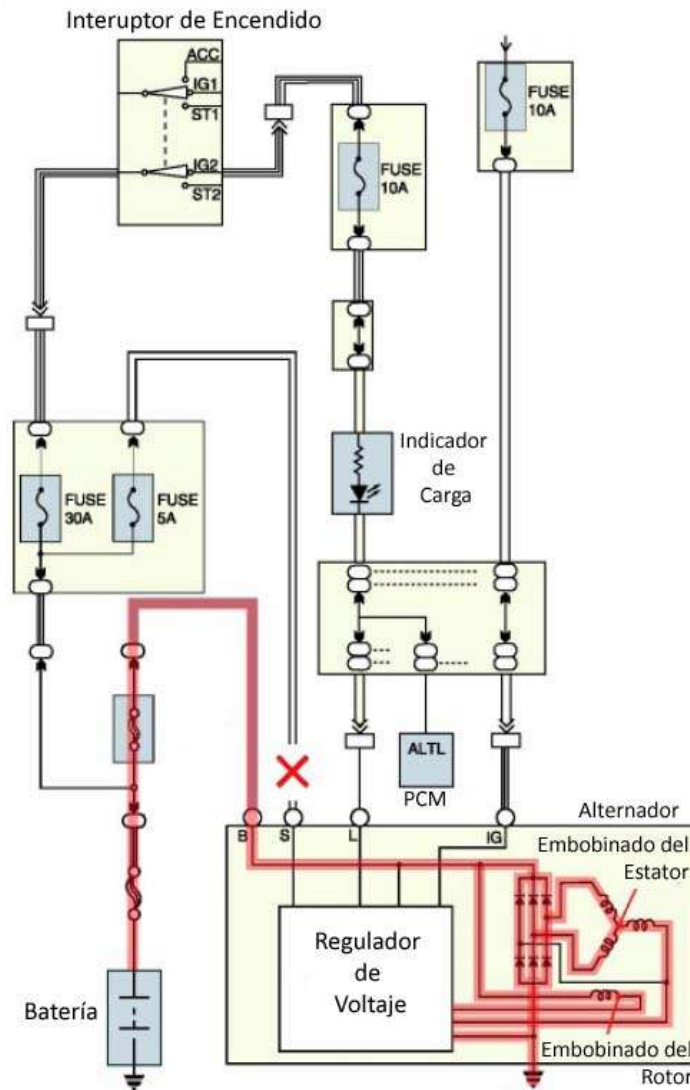 Interuptor de Encendido
ACC
IG1
ST1
IG2
ST2
FUSE
10A
FUSE
10A
FUSE
30A
FUSE
5A
Indicador
de
Carga
ALTL
PCM
Alternador
B
S
L
IG
Embobinado del
Estator
Regulador
de
Voltaje
Batería
Embobinado del
Rotor